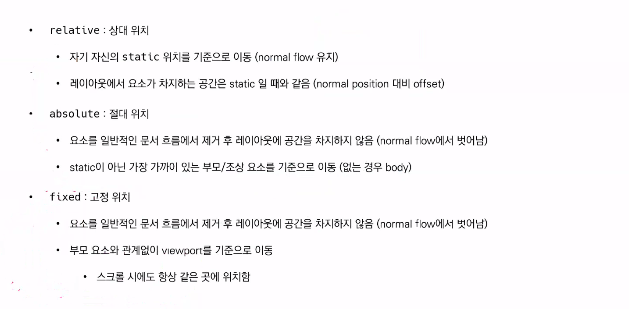 • relative : 상대 위치
• 자기 자신의 static 위치를 기준으로 이동 (normal flow 유지)
• 레이아웃에서 요소가 차지하는 공간은 static 일 때와 같음 (normal position 대비 offset)
• absolute : 절대 위치
• 요소를 일반적인 문서 흐름에서 제거 후 레이아웃에 공간을 차지하지 않음 (normal flow에서 벗어남)
• static이 아닌 가장 가까이 있는 부모/조상 요소를 기준으로 이동 (없는 경우 body)
• fixed : 고정 위치
• 요소를 일반적인 문서 흐름에서 제거 후 레이아웃에 공간을 차지하지 않음 (normal flow에서 벗어남)
• 부모 요소와 관계없이 viewport를 기준으로 이동
• 스크롤 시에도 항상 같은 곳에 위치함